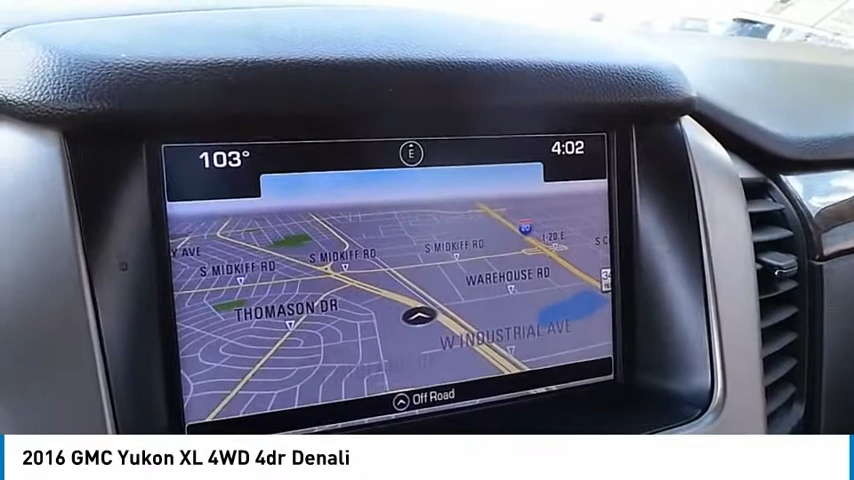 103° E 4:02
Y AVE
S MIDKIFF RD S MIDKIFF RD S MIDKIFF RD I-20 E S C
20
WAREHOUSE RD
THOMASON DR
W INDUSTRIAL AVE
Off Road
2016 GMC Yukon XL 4WD 4dr Denali